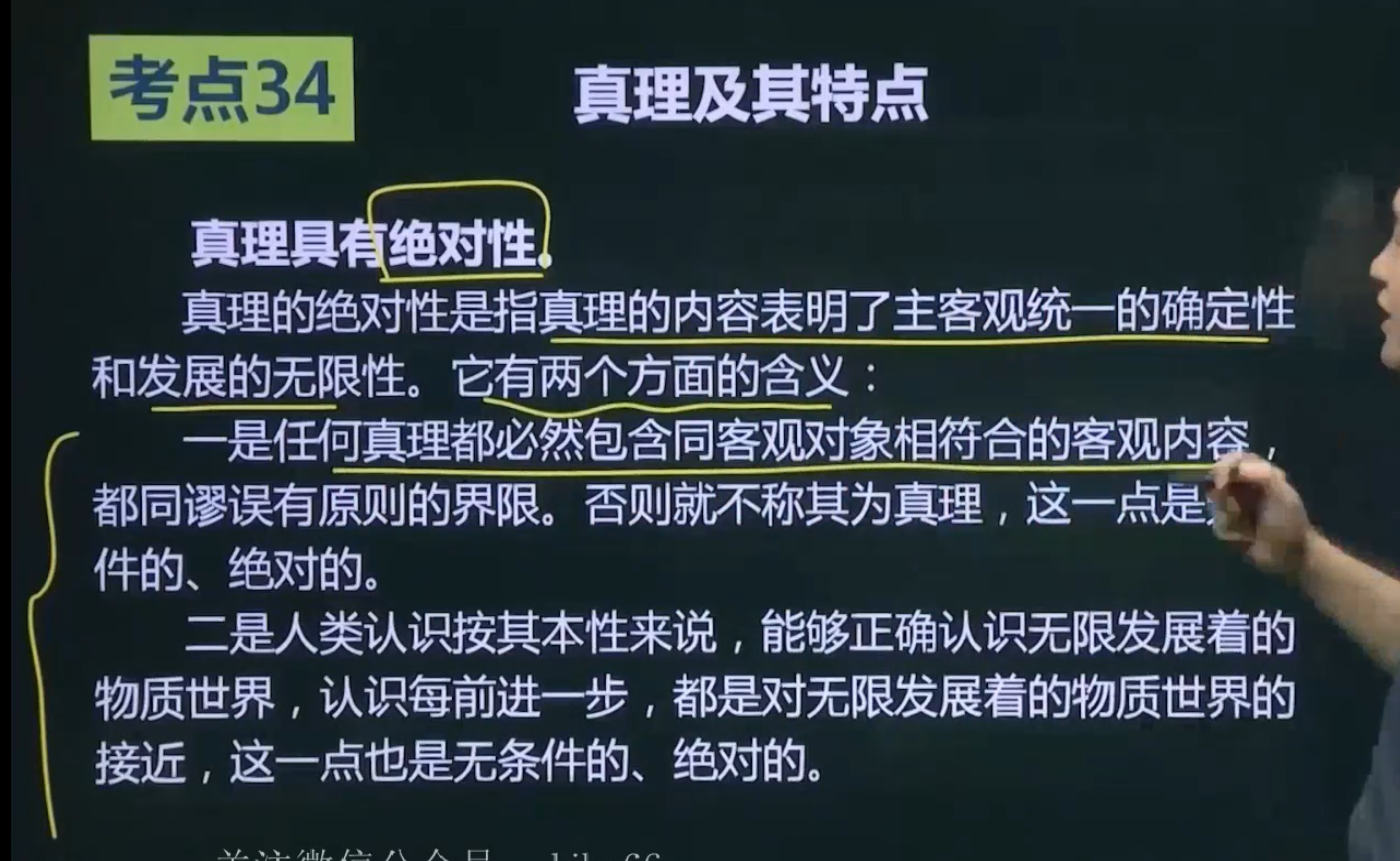 考点34
真理及其特点
真理具有绝对性。
真理的绝对性是指真理的内容表明了主客观统一的确定性
和发展的无限性。它有两个方面的含义：
一是任何真理都必然包含同客观对象相符合的客观内容，
都同谬误有原则的界限。否则就不称其为真理，这一点是
件的、绝对的。
二是人类认识按其本性来说，能够正确认识无限发展着的
物质世界，认识每前进一步，都是对无限发展着的物质世界的
接近，这一点也是无条件的、绝对的。
关注微信公众号